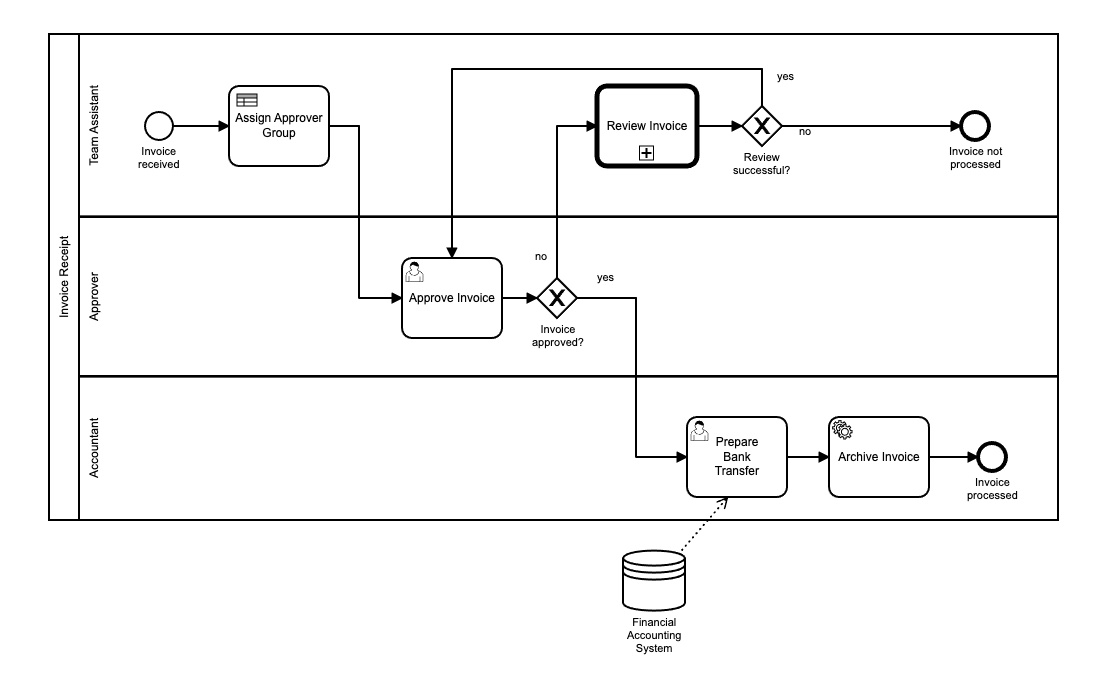 Invoice Receipt
Team Assistant
Invoice
received
Assign Approver
Group
Review Invoice
yes
X
no
Review
successful?
Invoice not
processed
Approver
Approve Invoice
no
X
yes
Invoice
approved?
Accountant
Prepare
Bank
Transfer
Archive Invoice
Invoice
processed
Financial
Accounting
System